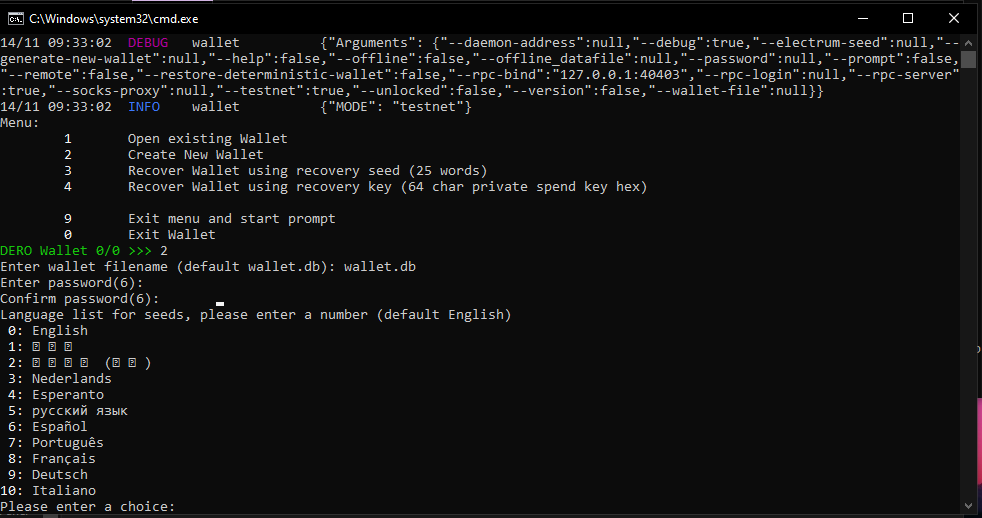 C:\Windows\system32\cmd.exe
14/11 09:33:02 DEBUG wallet {"Arguments": {"--daemon-address":null,"--debug":true,"--electrum-seed":null,"--
generate-new-wallet":null,"--help":false,"--offline":false,"--offline_datafile":null,"--password":null,"--prompt":false,
"--remote":false,"--restore-deterministic-wallet":false,"--rpc-bind":"127.0.0.1:40403","--rpc-login":null,"--rpc-server"
:true,"--socks-proxy":null,"--testnet":true,"--unlocked":false,"--version":false,"--wallet-file":null}}
14/11 09:33:02 INFO wallet {"MODE": "testnet"}
Menu:
1 Open existing Wallet
2 Create New Wallet
3 Recover Wallet using recovery seed (25 words)
4 Recover Wallet using recovery key (64 char private spend key hex)
9 Exit menu and start prompt
0 Exit Wallet
DERO Wallet 0/0 >>> 2
Enter wallet filename (default wallet.db): wallet.db
Enter password(6):
Confirm password(6):
Language list for seeds, please enter a number (default English)
0: English
1:
2: ( )
3: Nederlands
4: Esperanto
5: русский язык
6: Español
7: Português
8: Français
9: Deutsch
10: Italiano
Please enter a choice: